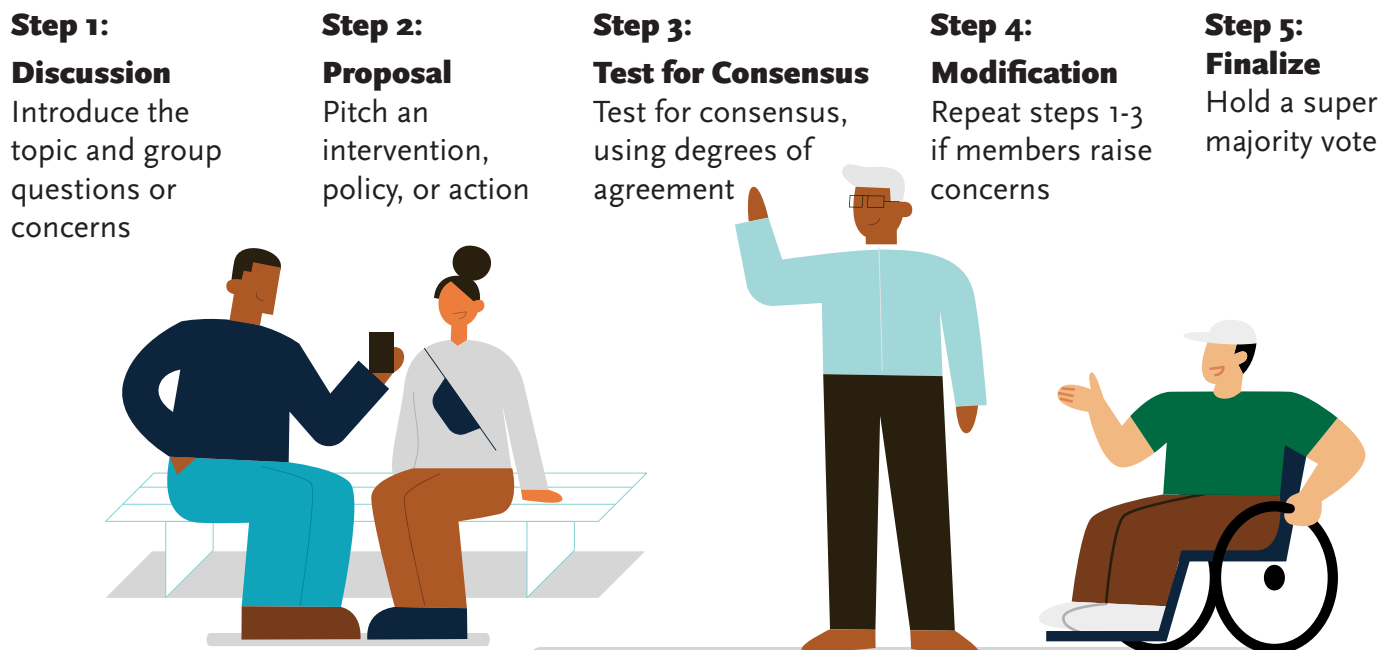 Step 1:
Discussion
Introduce the
topic and group
questions or
concerns
Step 2:
Proposal
Pitch an
intervention,
policy, or action
Step 3:
Test for Consensus
Test for consensus,
using degrees of
agreement
Step 4:
Modification
Repeat steps 1-3
if members raise
concerns
Step 5:
Finalize
Hold a super
majority vote